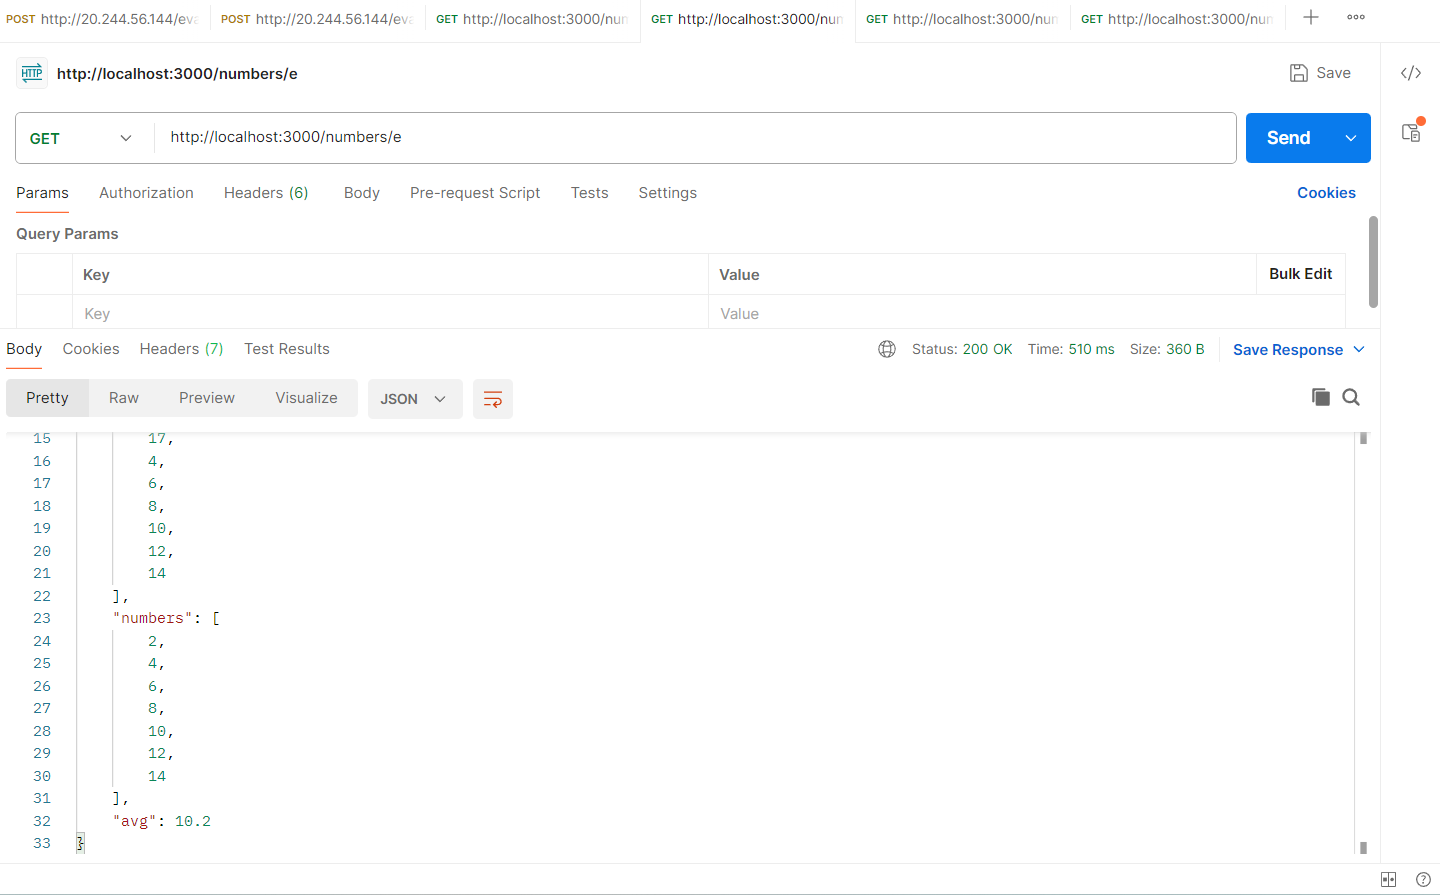 POST http://20.244.56.144/eva POST http://20.244.56.144/eva GET http://localhost:3000/nun GET http://localhost:3000/nun GET http://localhost:3000/nun GET http://localhost:3000/nun
HTTP http://localhost:3000/numbers/e Save
GET http://localhost:3000/numbers/e Send
Params Authorization Headers (6) Body Pre-request Script Tests Settings Cookies
Query Params
Key Value Bulk Edit
Key Value
Body Cookies Headers (7) Test Results Status: 200 OK Time: 510 ms Size: 360 B Save Response
Pretty Raw Preview Visualize JSON
15 17,
16 4,
17 6,
18 8,
19 10,
20 12,
21 14
22 ],
23 "numbers": [
24 2,
25 4,
26 6,
27 8,
28 10,
29 12,
30 14
31 ],
32 "avg": 10.2
33 }